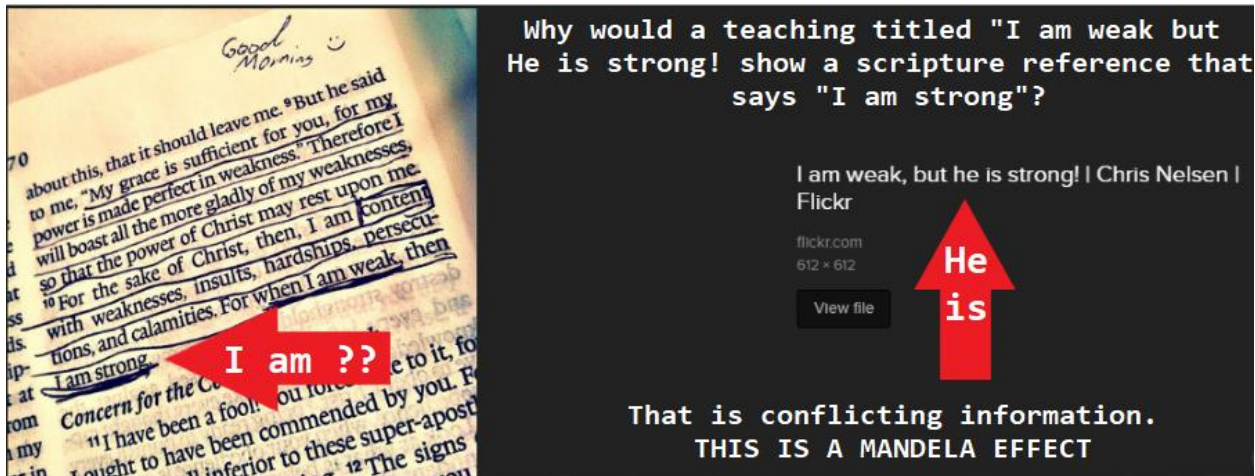 Good
Morning
70
about this, that it should leave me. ⁹But he said
to me, “My grace is sufficient for you, for my
power is made perfect in weakness.” Therefore I
will boast all the more gladly of my weaknesses,
so that the power of Christ may rest upon me.
¹⁰For the sake of Christ, then, I am content
with weaknesses, insults, hardships, persecu-
tions, and calamities. For when I am weak, then
I am strong.
Concern for the
¹¹I have been a fool! to it, for
ought to have been commended by you. For
inferior to these super-apost
¹²The signs
I am ??
Why would a teaching titled "I am weak but
He is strong! show a scripture reference that
says "I am strong"?
I am weak, but he is strong! | Chris Nelsen |
Flickr
flickr.com
612 × 612
View file
He
is
That is conflicting information.
THIS IS A MANDELA EFFECT